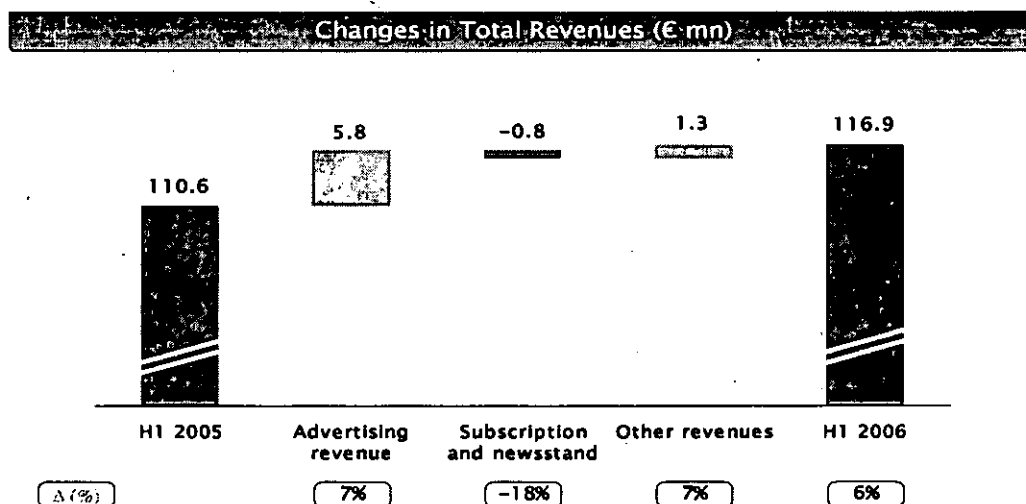 Changes in Total Revenues (€ mn)
5.8
-0.8
1.3
116.9
110.6
H1 2005
Advertising
revenue
Subscription
and newsstand
Other revenues
H1 2006
Δ (%)
7%
-18%
7%
6%